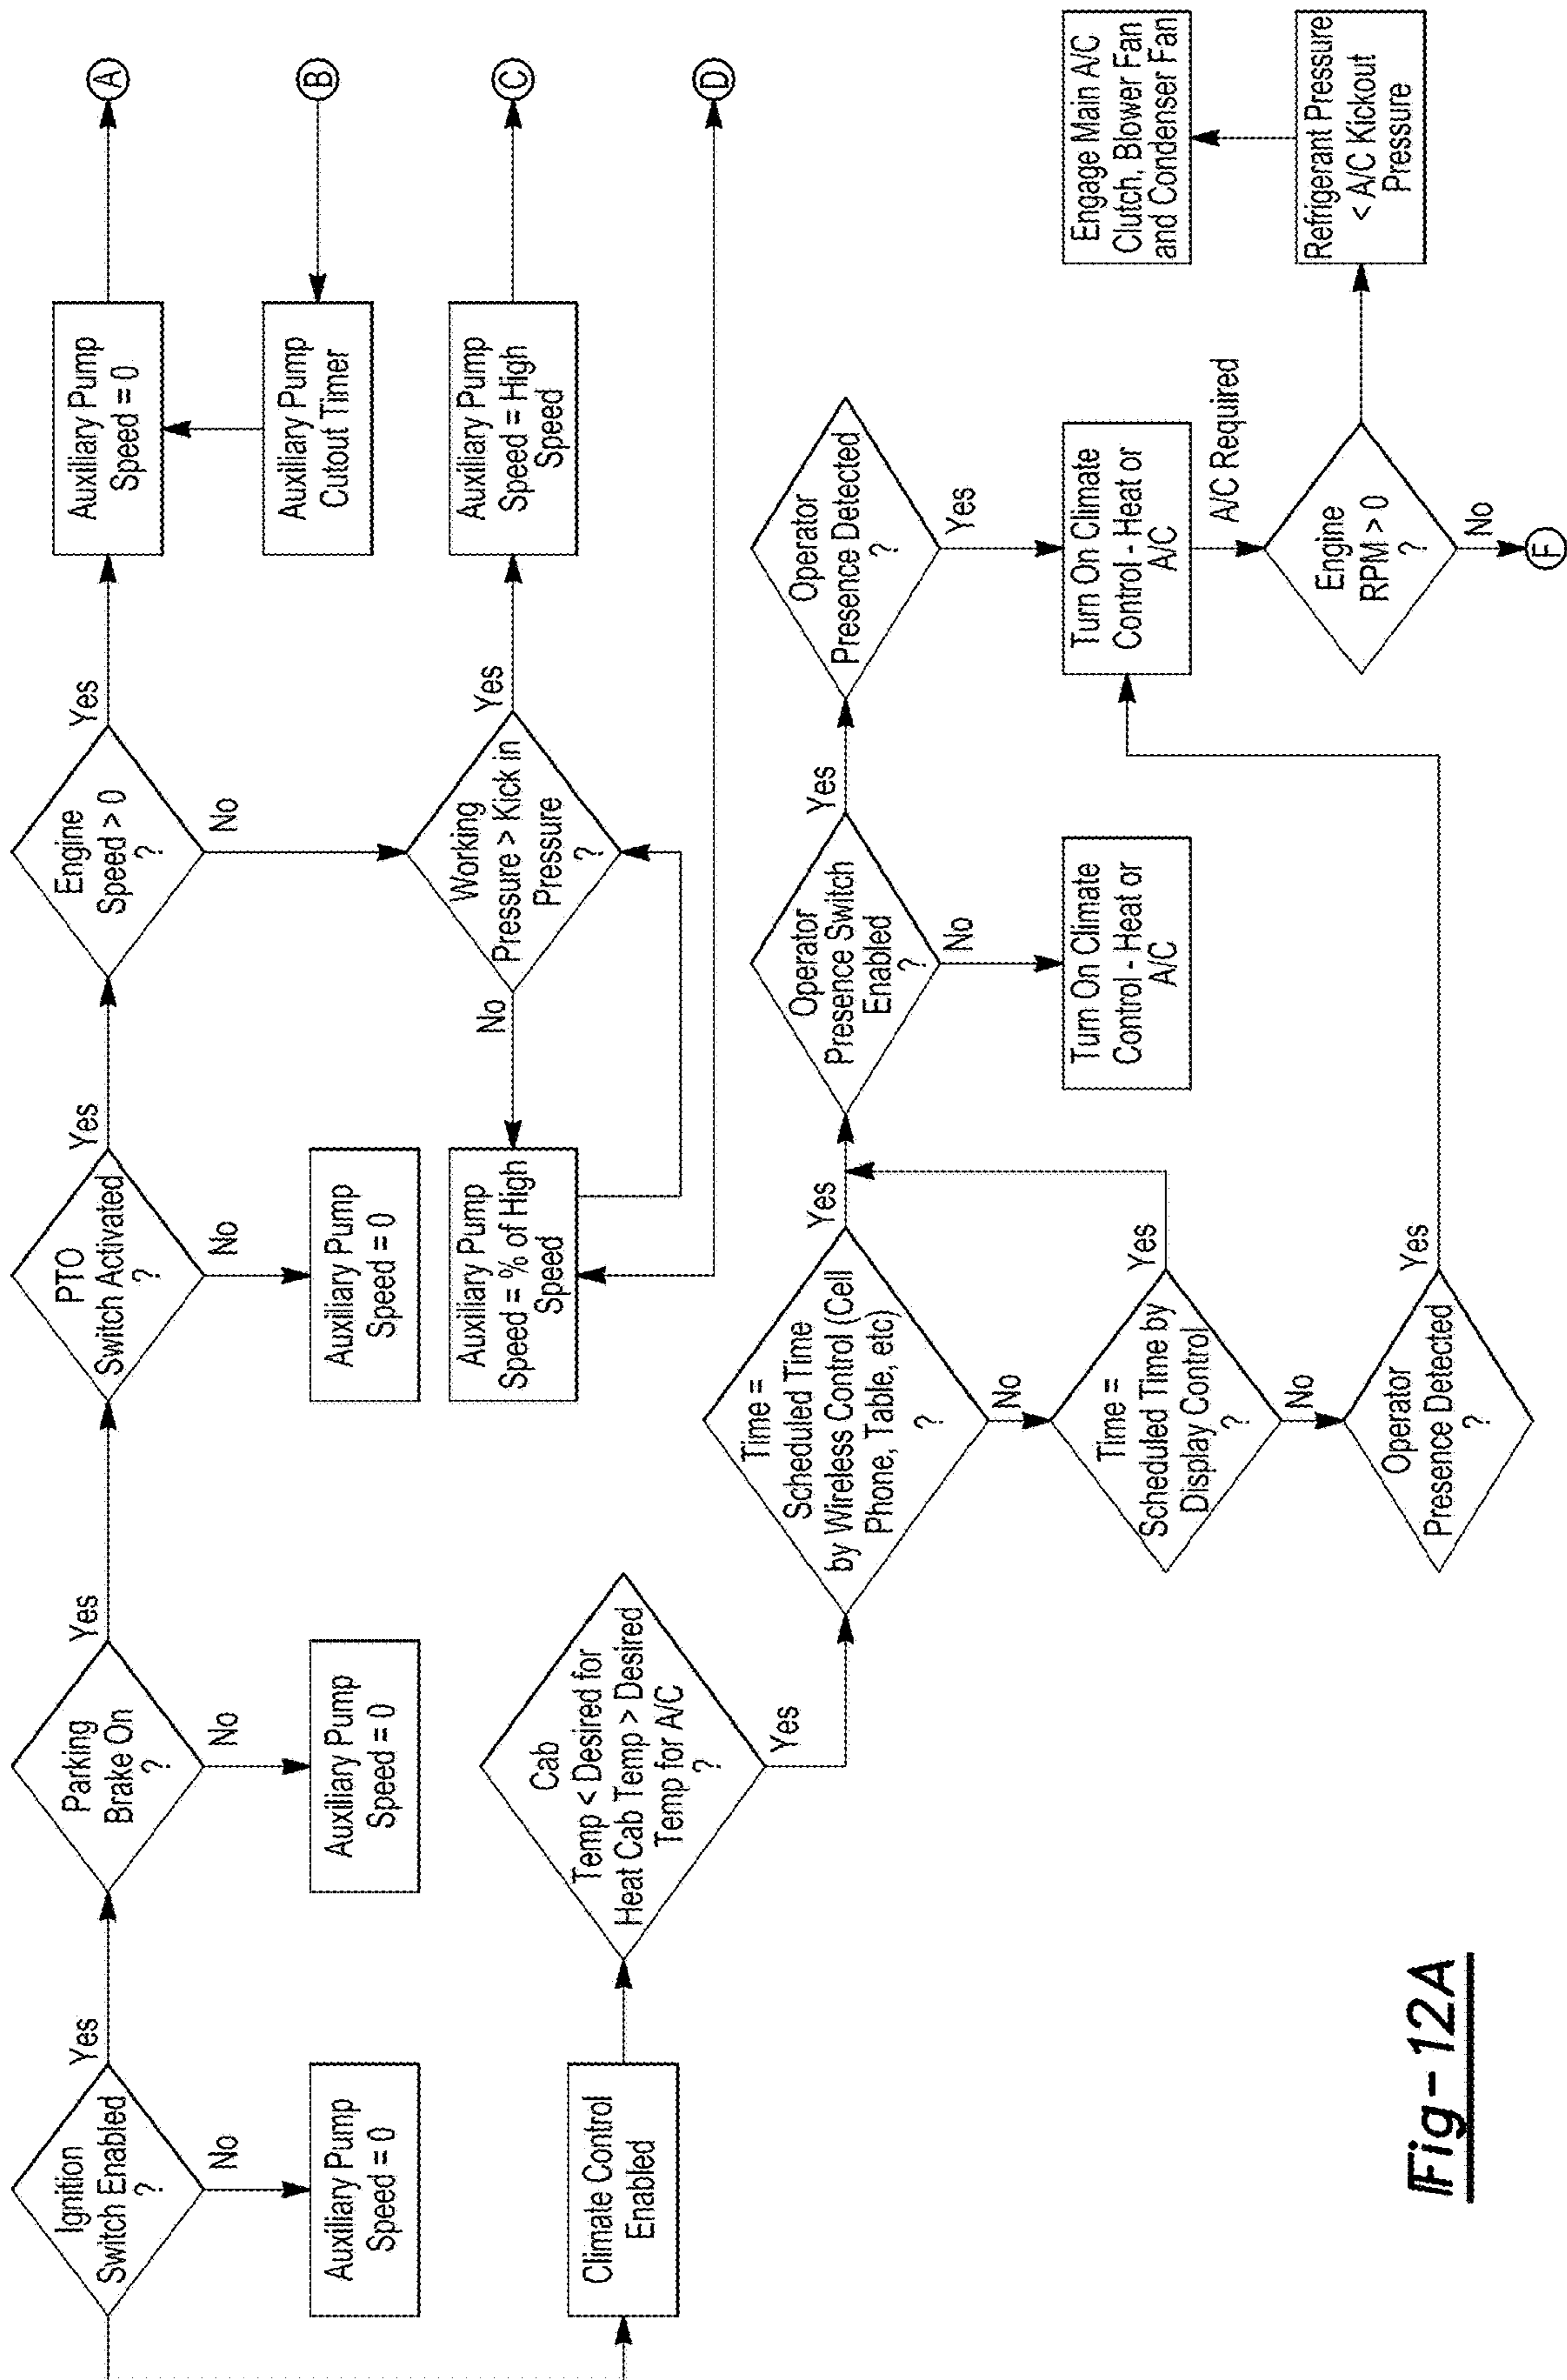 Ignition
Switch Enabled
?
Yes
No
Auxiliary Pump
Speed = 0
Parking
Brake On
?
Yes
No
Auxiliary Pump
Speed = 0
PTO
Switch Activated
?
Yes
No
Auxiliary Pump
Speed = 0
Engine
Speed > 0
?
Yes
No
Auxiliary Pump
Speed = 0
A
Auxiliary Pump
Cutout Timer
B
Working
Pressure > Kick in
Pressure
?
Yes
No
Auxiliary Pump
Speed = High
Speed
C
Auxiliary Pump
Speed = % of High
Speed
D
Climate Control
Enabled
Cab
Temp < Desired for
Heat Cab Temp > Desired
Temp for A/C
?
Yes
Time =
Scheduled Time
by Wireless Control (Cell
Phone, Table, etc)
?
Yes
No
Time =
Scheduled Time by
Display Control
?
Yes
No
Operator
Presence Detected
?
Yes
Operator
Presence Switch
Enabled
?
Yes
No
Turn On Climate
Control - Heat or
A/C
Operator
Presence Detected
?
Yes
Turn On Climate
Control - Heat or
A/C
A/C Required
Engine
RPM > 0
?
No
F
Refrigerant Pressure
< A/C Kickout
Pressure
Engage Main A/C
Clutch, Blower Fan
and Condenser Fan
Fig-12A